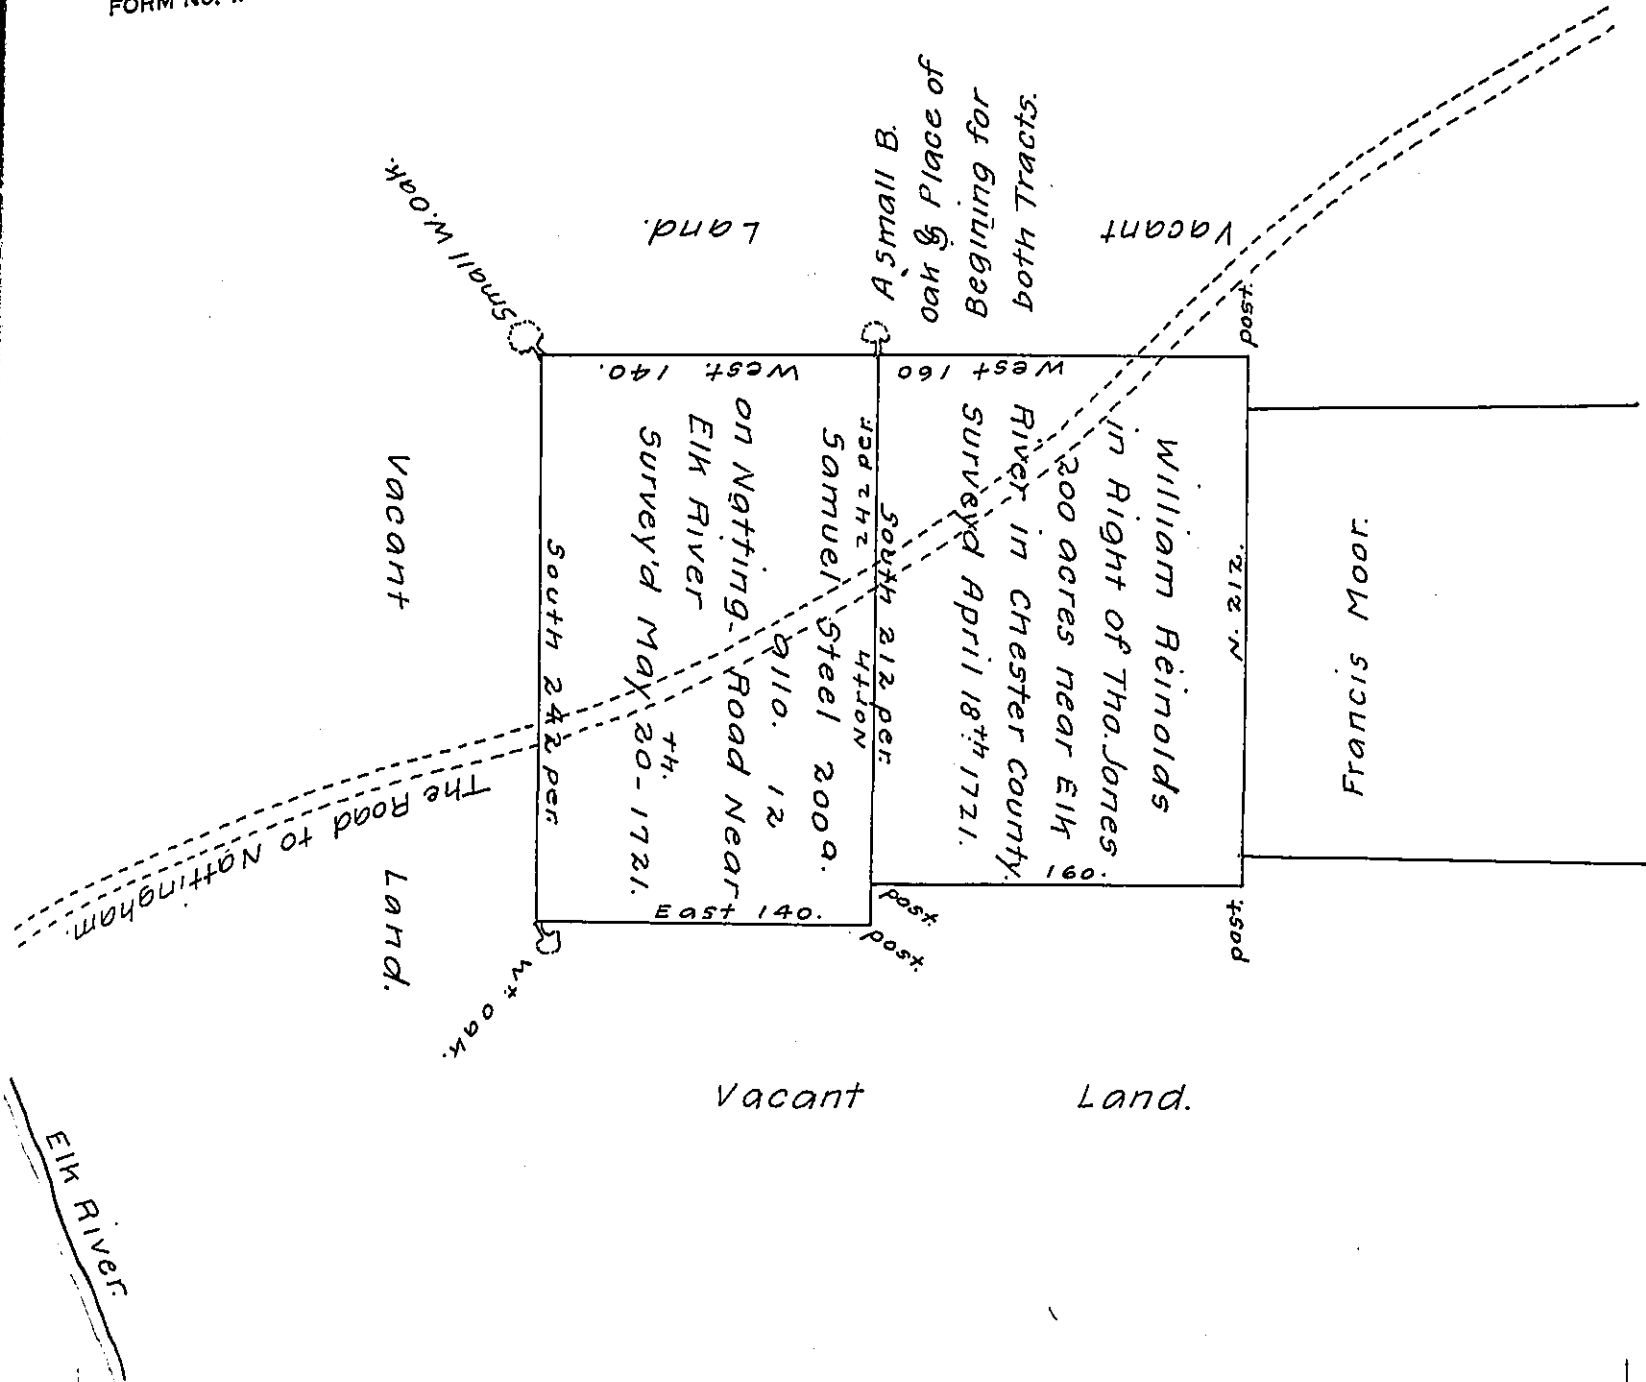 FORM No. 1.
A small B.
oak & Place of
Begining for
both Tracts.
Small W. Oak.
Land.
Vacant
post.
West 140.
West 160
William Reinolds
in Right of Tho. Jones
200 acres near Elk
River in Chester County.
Survey'd April 18th 1721.
N. 212.
160.
South 212 per.
North 242 per.
Samuel Steel 200 a.
allo. 12
on Natting-Road Near
Elk River
Survey'd May 20th. - 1721.
South 242 per.
East 140.
Francis Moor.
Vacant
Land.
The Road to Nattingham.
post.
post.
post.
Wt. oak.
Vacant Land.
Elk River.